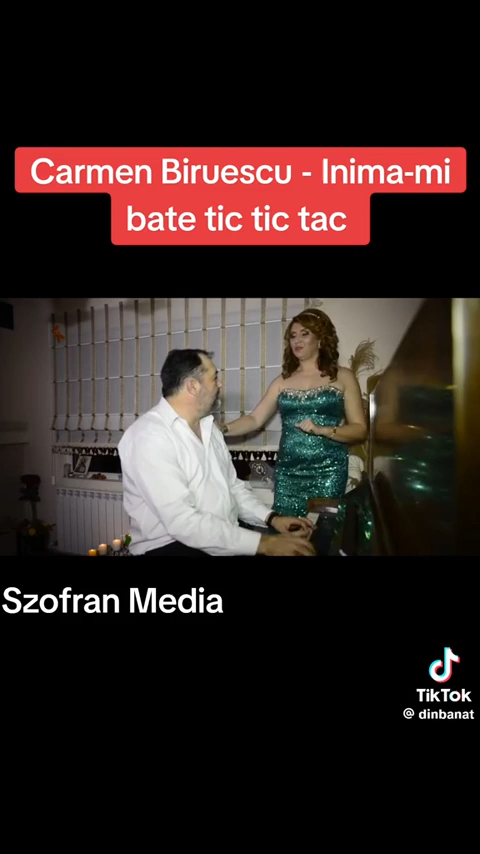 Carmen Biruescu - Inima-mi
bate tic tic tac
Szofran Media
TikTok
@ dinbanat